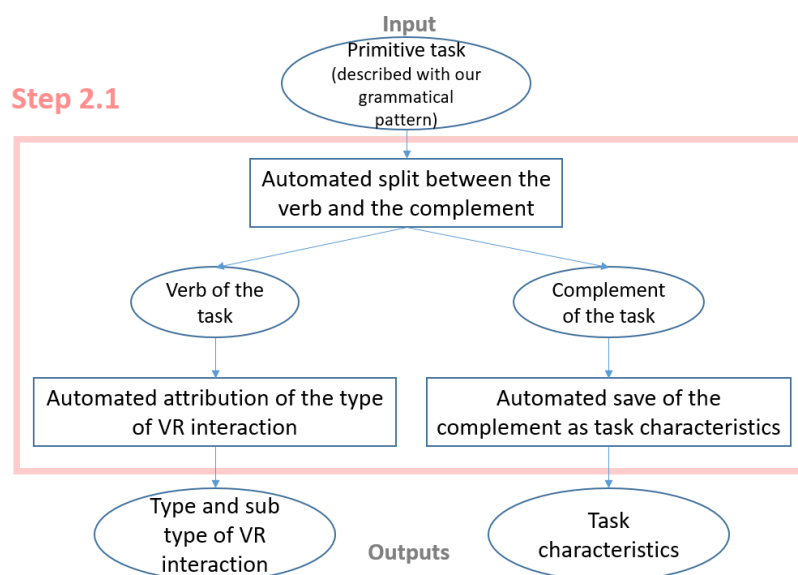 Input
Primitive task
(described with our
grammatical
pattern)
Step 2.1
Automated split between the
verb and the complement
Verb of the
task
Complement
of the task
Automated attribution of the type
of VR interaction
Automated save of the
complement as task characteristics
Type and sub
type of VR
interaction
Outputs
Task
characteristics